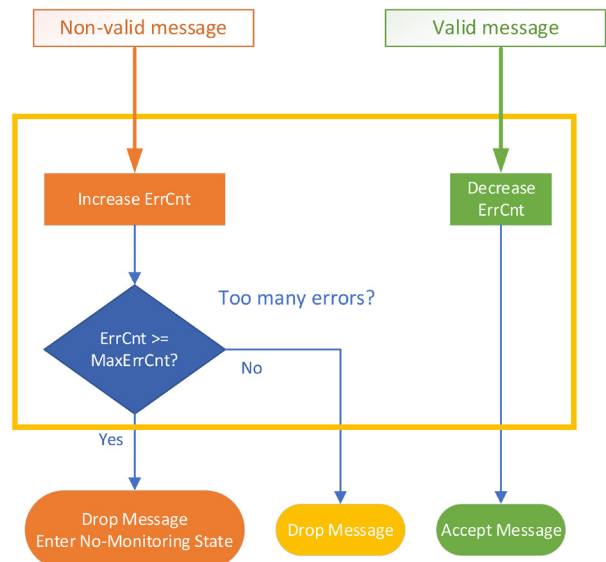 Non-valid message
Valid message
Increase ErrCnt
Decrease
ErrCnt
Too many errors?
ErrCnt >=
MaxErrCnt?
No
Yes
Drop Message
Enter No-Monitoring State
Drop Message
Accept Message